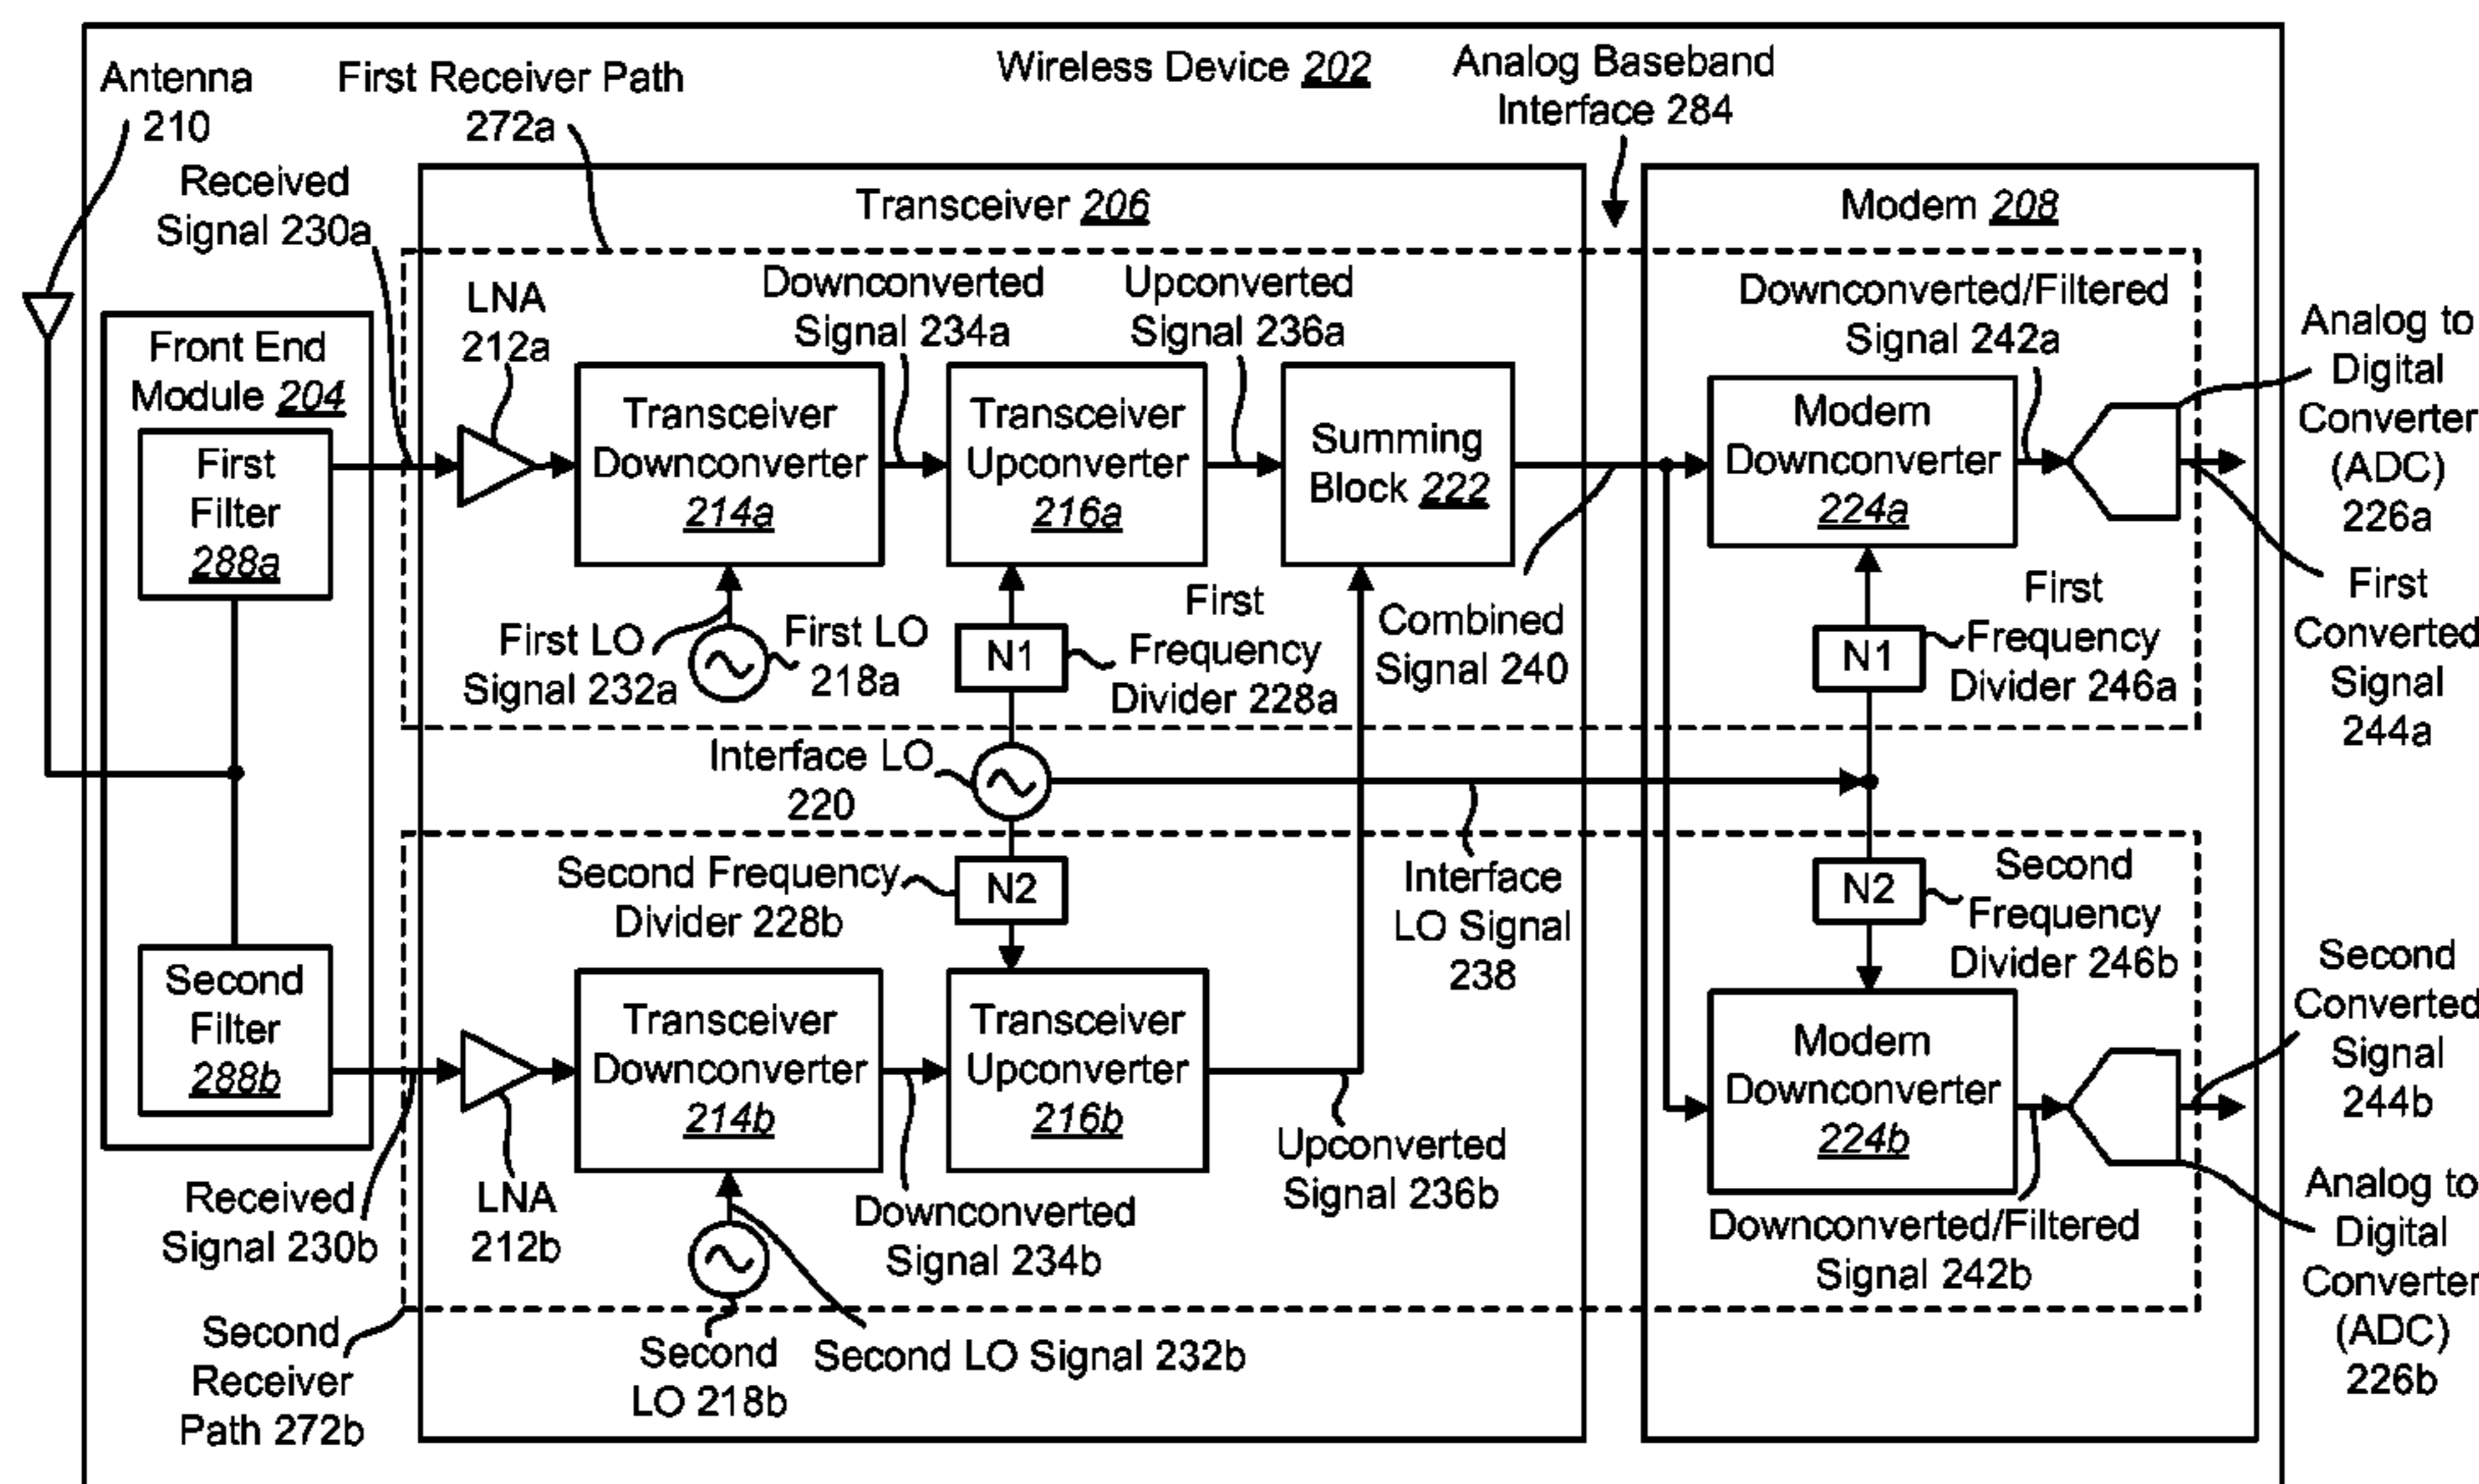 Wireless Device 202
Analog Baseband
Interface 284
Antenna
210
First Receiver Path
272a
Received
Signal 230a
Transceiver 206
Modem 208
LNA
212a
Downconverted
Signal 234a
Upconverted
Signal 236a
Downconverted/Filtered
Signal 242a
Analog to
Digital
Converter
(ADC)
226a
Front End
Module 204
First
Filter
288a
Transceiver
Downconverter
214a
Transceiver
Upconverter
216a
Summing
Block 222
Modem
Downconverter
224a
First LO
Signal 232a
First LO
218a
N1
First
Frequency
Divider 228a
Combined
Signal 240
N1
First
Frequency
Divider 246a
First
Converted
Signal
244a
Interface LO
220
Second Frequency
Divider 228b
N2
Interface
LO Signal
238
N2
Second
Frequency
Divider 246b
Second
Filter
288b
Transceiver
Downconverter
214b
Transceiver
Upconverter
216b
Modem
Downconverter
224b
Second
Converted
Signal
244b
Received
Signal 230b
LNA
212b
Downconverted
Signal 234b
Upconverted
Signal 236b
Downconverted/Filtered
Signal 242b
Analog to
Digital
Converter
(ADC)
226b
Second
Receiver
Path 272b
Second
LO 218b
Second LO Signal 232b